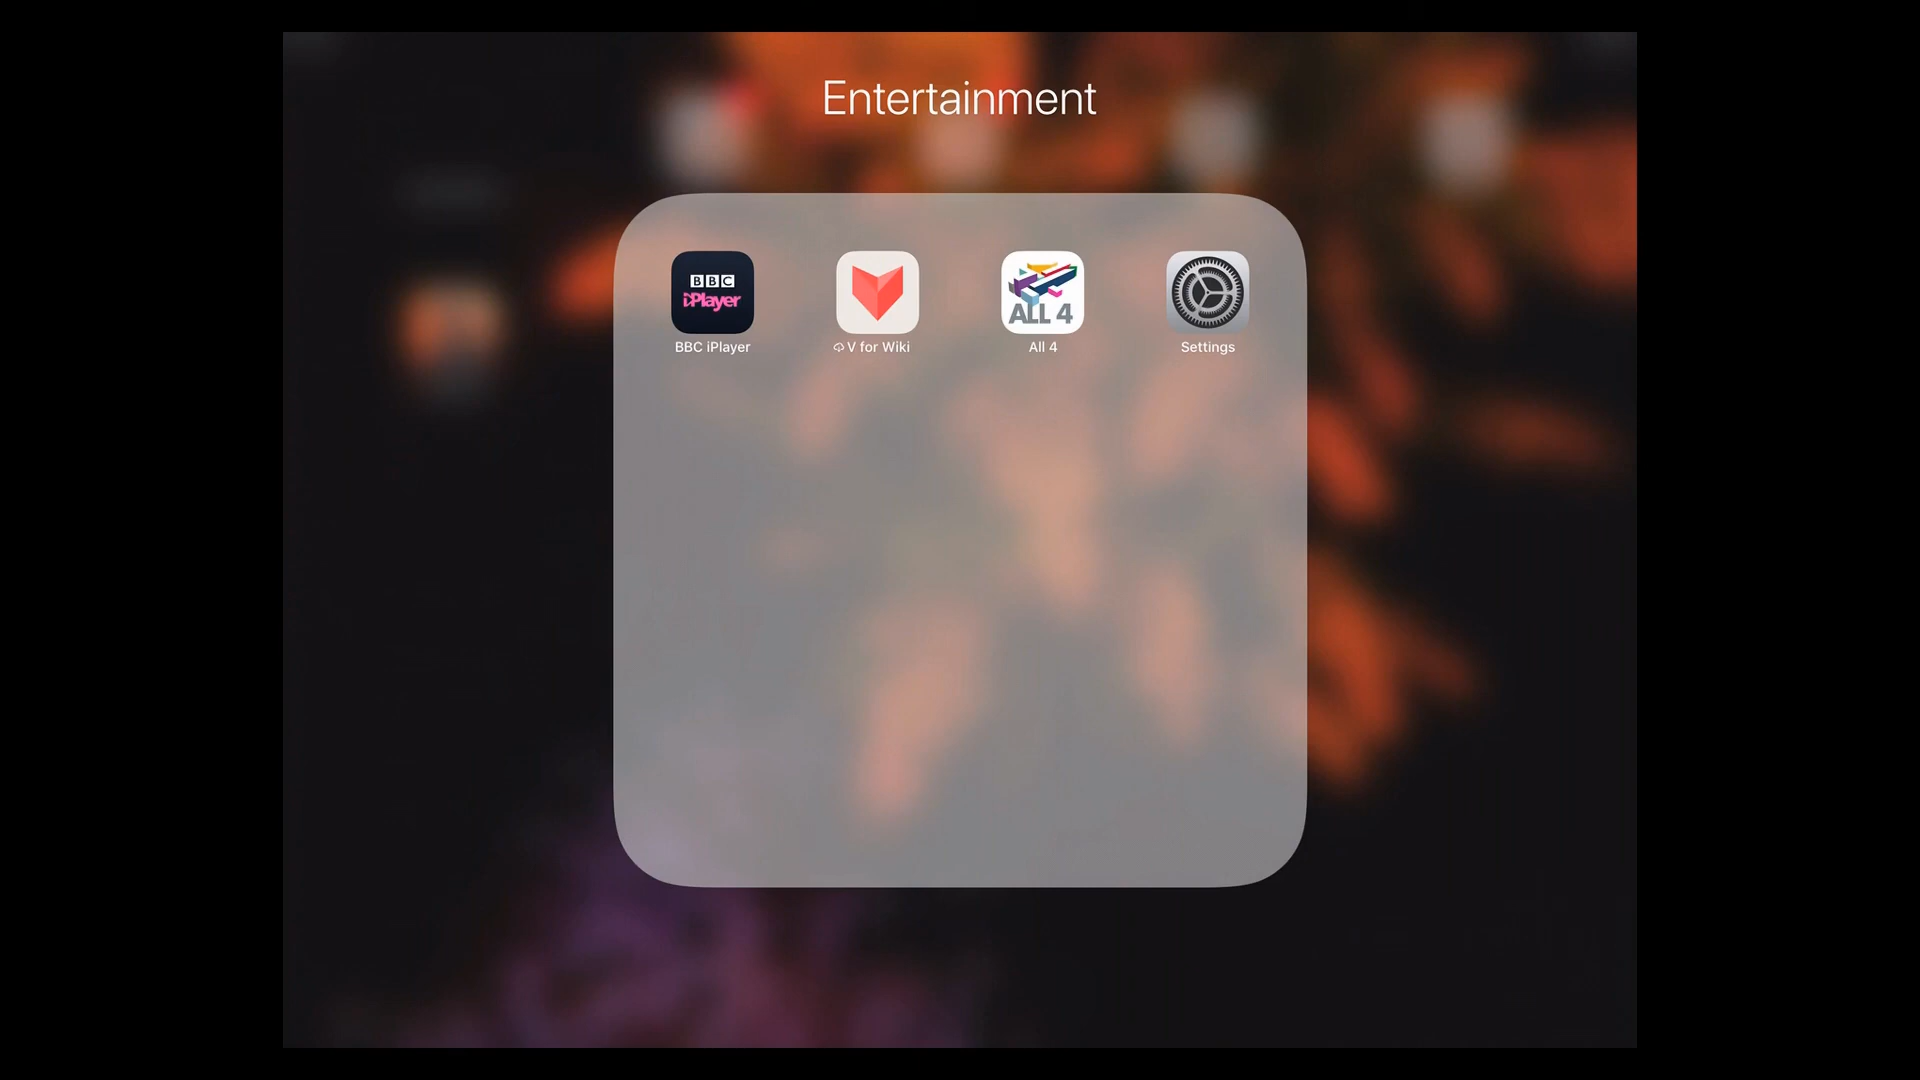 Entertainment
BBC
iPlayer
ALL 4
BBC iPlayer
V for Wiki
All 4
Settings